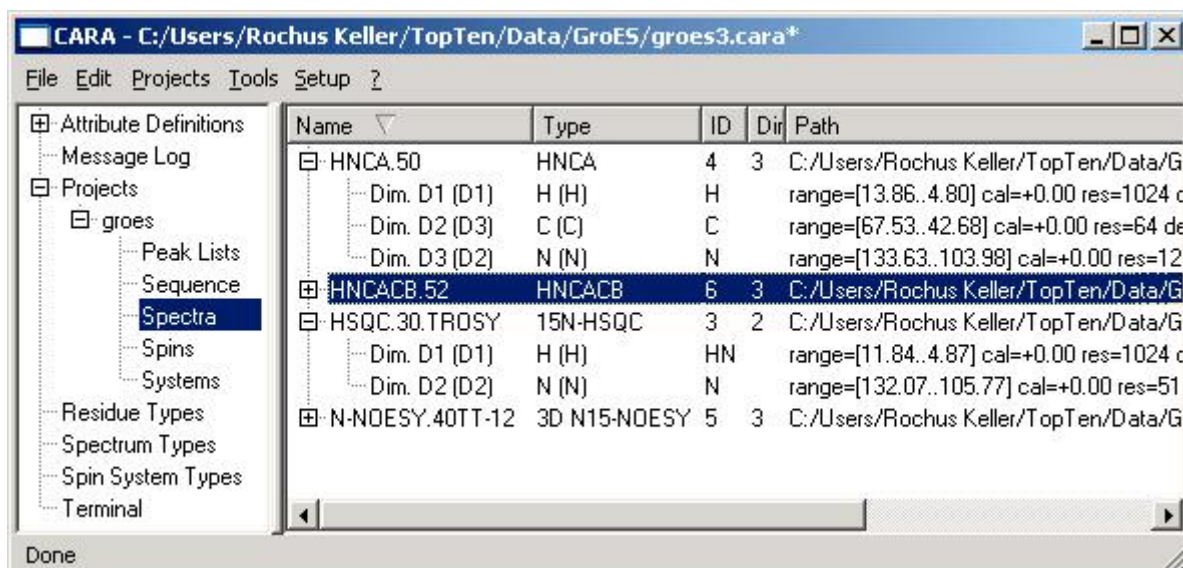 CARA - C:/Users/Rochus Keller/TopTen/Data/GroES/groes3.cara*
File Edit Projects Tools Setup ?
Attribute Definitions
Message Log
Projects
groes
Peak Lists
Sequence
Spectra
Spins
Systems
Residue Types
Spectrum Types
Spin System Types
Terminal
Name Type ID Dim Path
HNCA.50 HNCA 4 3 C:/Users/Rochus Keller/TopTen/Data/G
Dim. D1 (D1) H (H) H range=[13.86..4.80] cal=+0.00 res=1024
Dim. D2 (D3) C (C) C range=[67.53..42.68] cal=+0.00 res=64 de
Dim. D3 (D2) N (N) N range=[133.63..103.98] cal=+0.00 res=12
HNCACB.52 HNCACB 6 3 C:/Users/Rochus Keller/TopTen/Data/G
HSQC.30.TROSY 15N-HSQC 3 2 C:/Users/Rochus Keller/TopTen/Data/G
Dim. D1 (D1) H (H) HN range=[11.84..4.87] cal=+0.00 res=1024
Dim. D2 (D2) N (N) N range=[132.07..105.77] cal=+0.00 res=51
N-NOESY.40TT-12 3D N15-NOESY 5 3 C:/Users/Rochus Keller/TopTen/Data/G
Done